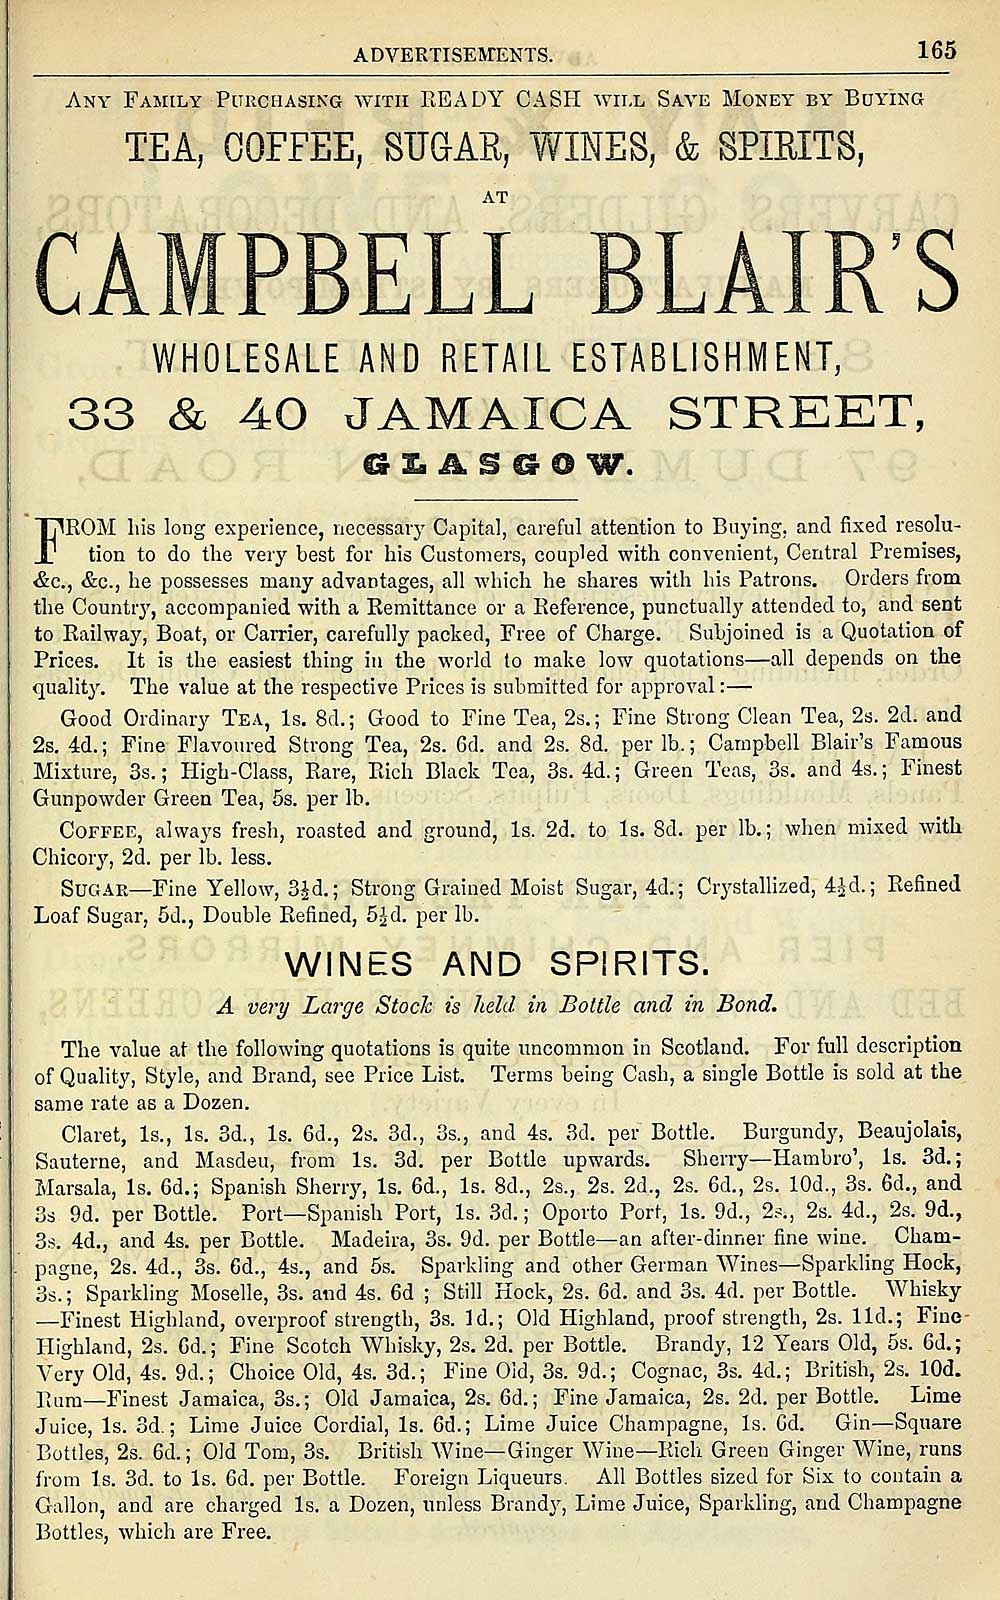 ADVERTISEMENTS. 165
ANY FAMILY PURCHASING WITH READY CASH WILL SAVE MONEY BY BUYING
TEA, COFFEE, SUGAR, WINES, & SPIRITS,
AT
CAMPBELL BLAIR'S
WHOLESALE AND RETAIL ESTABLISHMENT,
33 & 40 JAMAICA STREET,
GLASGOW.
FROM his long experience, necessary Capital, careful attention to Buying, and fixed resolu-
tion to do the very best for his Customers, coupled with convenient, Central Premises,
&c., &c., he possesses many advantages, all which he shares with his Patrons. Orders from
the Country, accompanied with a Remittance or a Reference, punctually attended to, and sent
to Railway, Boat, or Carrier, carefully packed, Free of Charge. Subjoined is a Quotation of
Prices. It is the easiest thing in the world to make low quotations—all depends on the
quality. The value at the respective Prices is submitted for approval:—
Good Ordinary TEA, 1s. 8d.; Good to Fine Tea, 2s.; Fine Strong Clean Tea, 2s. 2d. and
2s. 4d.; Fine Flavoured Strong Tea, 2s. 6d. and 2s. 8d. per lb.; Campbell Blair's Famous
Mixture, 3s.; High-Class, Rare, Rich Black Tea, 3s. 4d.; Green Teas, 3s. and 4s.; Finest
Gunpowder Green Tea, 5s. per lb.
COFFEE, always fresh, roasted and ground, 1s. 2d. to 1s. 8d. per lb.; when mixed with
Chicory, 2d. per lb. less.
SUGAR—Fine Yellow, 3½d.; Strong Grained Moist Sugar, 4d.; Crystallized, 4½d.; Refined
Loaf Sugar, 5d., Double Refined, 5½d. per lb.
WINES AND SPIRITS.
A very Large Stock is held in Bottle and in Bond.
The value at the following quotations is quite uncommon in Scotland. For full description
of Quality, Style, and Brand, see Price List. Terms being Cash, a single Bottle is sold at the
same rate as a Dozen.
Claret, 1s., 1s. 3d., 1s. 6d., 2s. 3d., 3s., and 4s. 3d. per Bottle. Burgundy, Beaujolais,
Sauterne, and Masdeu, from 1s. 3d. per Bottle upwards. Sherry—Hambro', 1s. 3d.;
Marsala, 1s. 6d.; Spanish Sherry, 1s. 6d., 1s. 8d., 2s., 2s. 2d., 2s. 6d., 2s. 10d., 3s. 6d., and
3s 9d. per Bottle. Port—Spanish Port, 1s. 3d.; Oporto Port, 1s. 9d., 2s., 2s. 4d., 2s. 9d.,
3s. 4d., and 4s. per Bottle. Madeira, 3s. 9d. per Bottle—an after-dinner fine wine. Cham-
pagne, 2s. 4d., 3s. 6d., 4s., and 5s. Sparkling and other German Wines—Sparkling Hock,
3s.; Sparkling Moselle, 3s. and 4s. 6d ; Still Hock, 2s. 6d. and 3s. 4d. per Bottle. Whisky
—Finest Highland, overproof strength, 3s. 1d.; Old Highland, proof strength, 2s. 11d.; Fine
Highland, 2s. 6d.; Fine Scotch Whisky, 2s. 2d. per Bottle. Brandy, 12 Years Old, 5s. 6d.;
Very Old, 4s. 9d.; Choice Old, 4s. 3d.; Fine Old, 3s. 9d.; Cognac, 3s. 4d.; British, 2s. 10d.
Rum—Finest Jamaica, 3s.; Old Jamaica, 2s. 6d.; Fine Jamaica, 2s. 2d. per Bottle. Lime
Juice, 1s. 3d.; Lime Juice Cordial, 1s. 6d.; Lime Juice Champagne, 1s. 6d. Gin—Square
Bottles, 2s. 6d.; Old Tom, 3s. British Wine—Ginger Wine—Rich Green Ginger Wine, runs
from 1s. 3d. to 1s. 6d. per Bottle. Foreign Liqueurs. All Bottles sized for Six to contain a
Gallon, and are charged 1s. a Dozen, unless Brandy, Lime Juice, Sparkling, and Champagne
Bottles, which are Free.